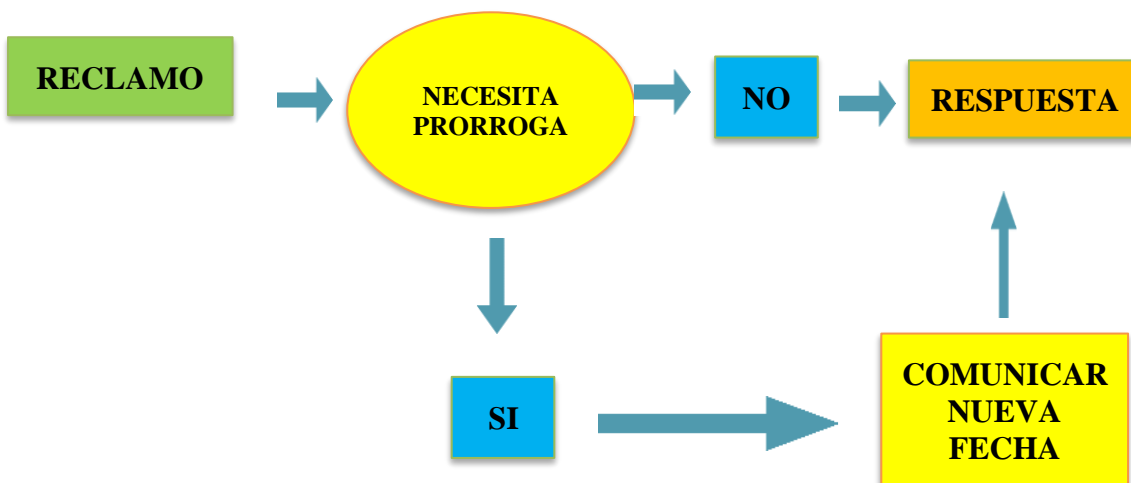 RECLAMO
NECESITA
PRORROGA
NO
RESPUESTA
SI
COMUNICAR
NUEVA
FECHA